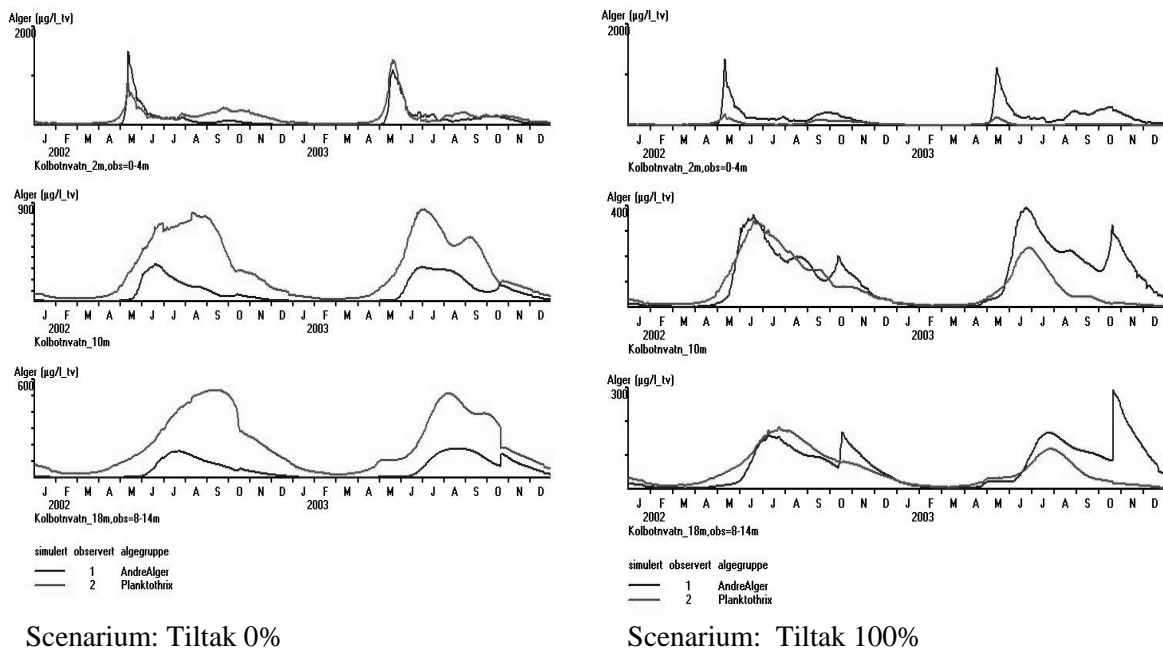 Alger (µg/l_tv)
2000
J F M A M J J A S O N D J F M A M J J A S O N D
2002 2003
Kolbotnvatn_2m,obs=0-4m
Alger (µg/l_tv)
900
J F M A M J J A S O N D J F M A M J J A S O N D
2002 2003
Kolbotnvatn_10m
Alger (µg/l_tv)
600
J F M A M J J A S O N D J F M A M J J A S O N D
2002 2003
Kolbotnvatn_18m,obs=8-14m
simulert observert algegruppe
1 AndreAlger
2 Planktothrix
Scenarium: Tiltak 0%
Alger (µg/l_tv)
2000
J F M A M J J A S O N D J F M A M J J A S O N D
2002 2003
Kolbotnvatn_2m,obs=0-4m
Alger (µg/l_tv)
400
J F M A M J J A S O N D J F M A M J J A S O N D
2002 2003
Kolbotnvatn_10m
Alger (µg/l_tv)
300
J F M A M J J A S O N D J F M A M J J A S O N D
2002 2003
Kolbotnvatn_18m,obs=8-14m
simulert observert algegruppe
1 AndreAlger
2 Planktothrix
Scenarium: Tiltak 100%